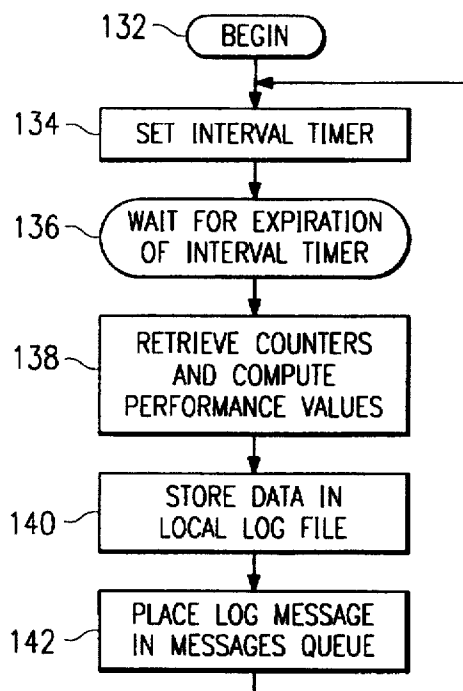 132
BEGIN
134
SET INTERVAL TIMER
136
WAIT FOR EXPIRATION
OF INTERVAL TIMER
138
RETRIEVE COUNTERS
AND COMPUTE
PERFORMANCE VALUES
140
STORE DATA IN
LOCAL LOG FILE
142
PLACE LOG MESSAGE
IN MESSAGES QUEUE